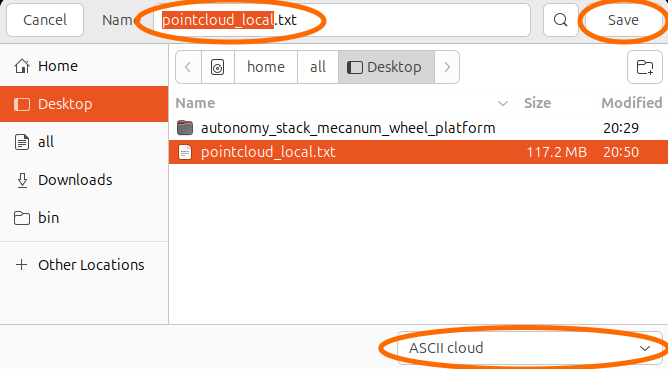 Cancel Name pointcloud_local.txt Save
Home
Desktop
all
Downloads
bin
Other Locations
home all Desktop
Name Size Modified
autonomy_stack_mecanum_wheel_platform 20:29
pointcloud_local.txt 117.2 MB 20:50
ASCII cloud